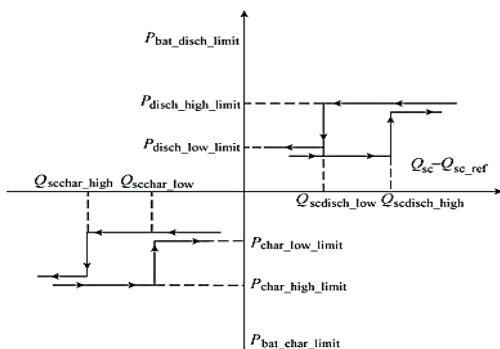 P_bat_disch_limit
P_disch_high_limit
P_disch_low_limit
Q_sc–Q_sc_ref
Q_scchar_high Q_scchar_low
Q_scdisch_low Q_scdisch_high
P_char_low_limit
P_char_high_limit
P_bat_char_limit